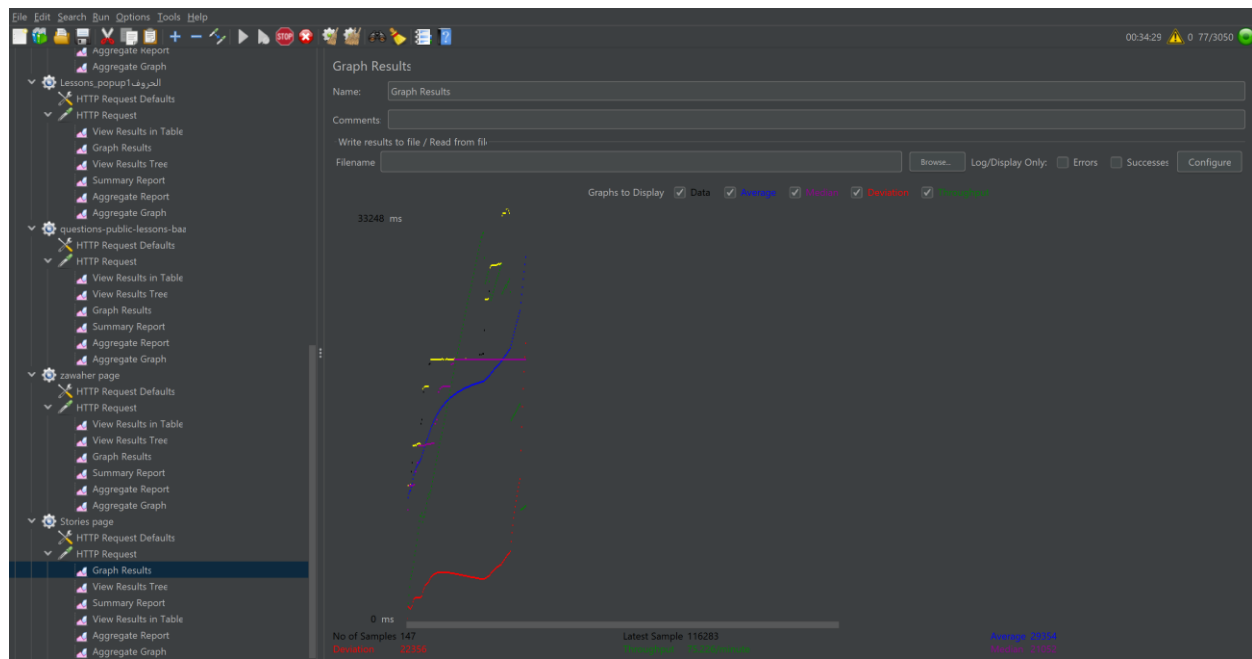 File Edit Search Run Options Tools Help
00:34:29 0 77/3050
Aggregate Report
Aggregate Graph
Lessons_popup1الحروف
HTTP Request Defaults
HTTP Request
View Results in Table
Graph Results
View Results Tree
Summary Report
Aggregate Report
Aggregate Graph
questions-public-lessons-baa
HTTP Request Defaults
HTTP Request
View Results in Table
View Results Tree
Graph Results
Summary Report
Aggregate Report
Aggregate Graph
zawaher page
HTTP Request Defaults
HTTP Request
View Results in Table
View Results Tree
Graph Results
Summary Report
Aggregate Report
Aggregate Graph
Stories page
HTTP Request Defaults
HTTP Request
Graph Results
View Results Tree
Summary Report
View Results in Table
Aggregate Report
Aggregate Graph
Graph Results
Name: Graph Results
Comments
Write results to file / Read from fil
Filename Browse... Log/Display Only: Errors Successes Configure
Graphs to Display Data Average Median Deviation Throughput
33248 ms
0 ms
No of Samples 147 Latest Sample 116283 Average 29354
Deviation 22356 Throughput